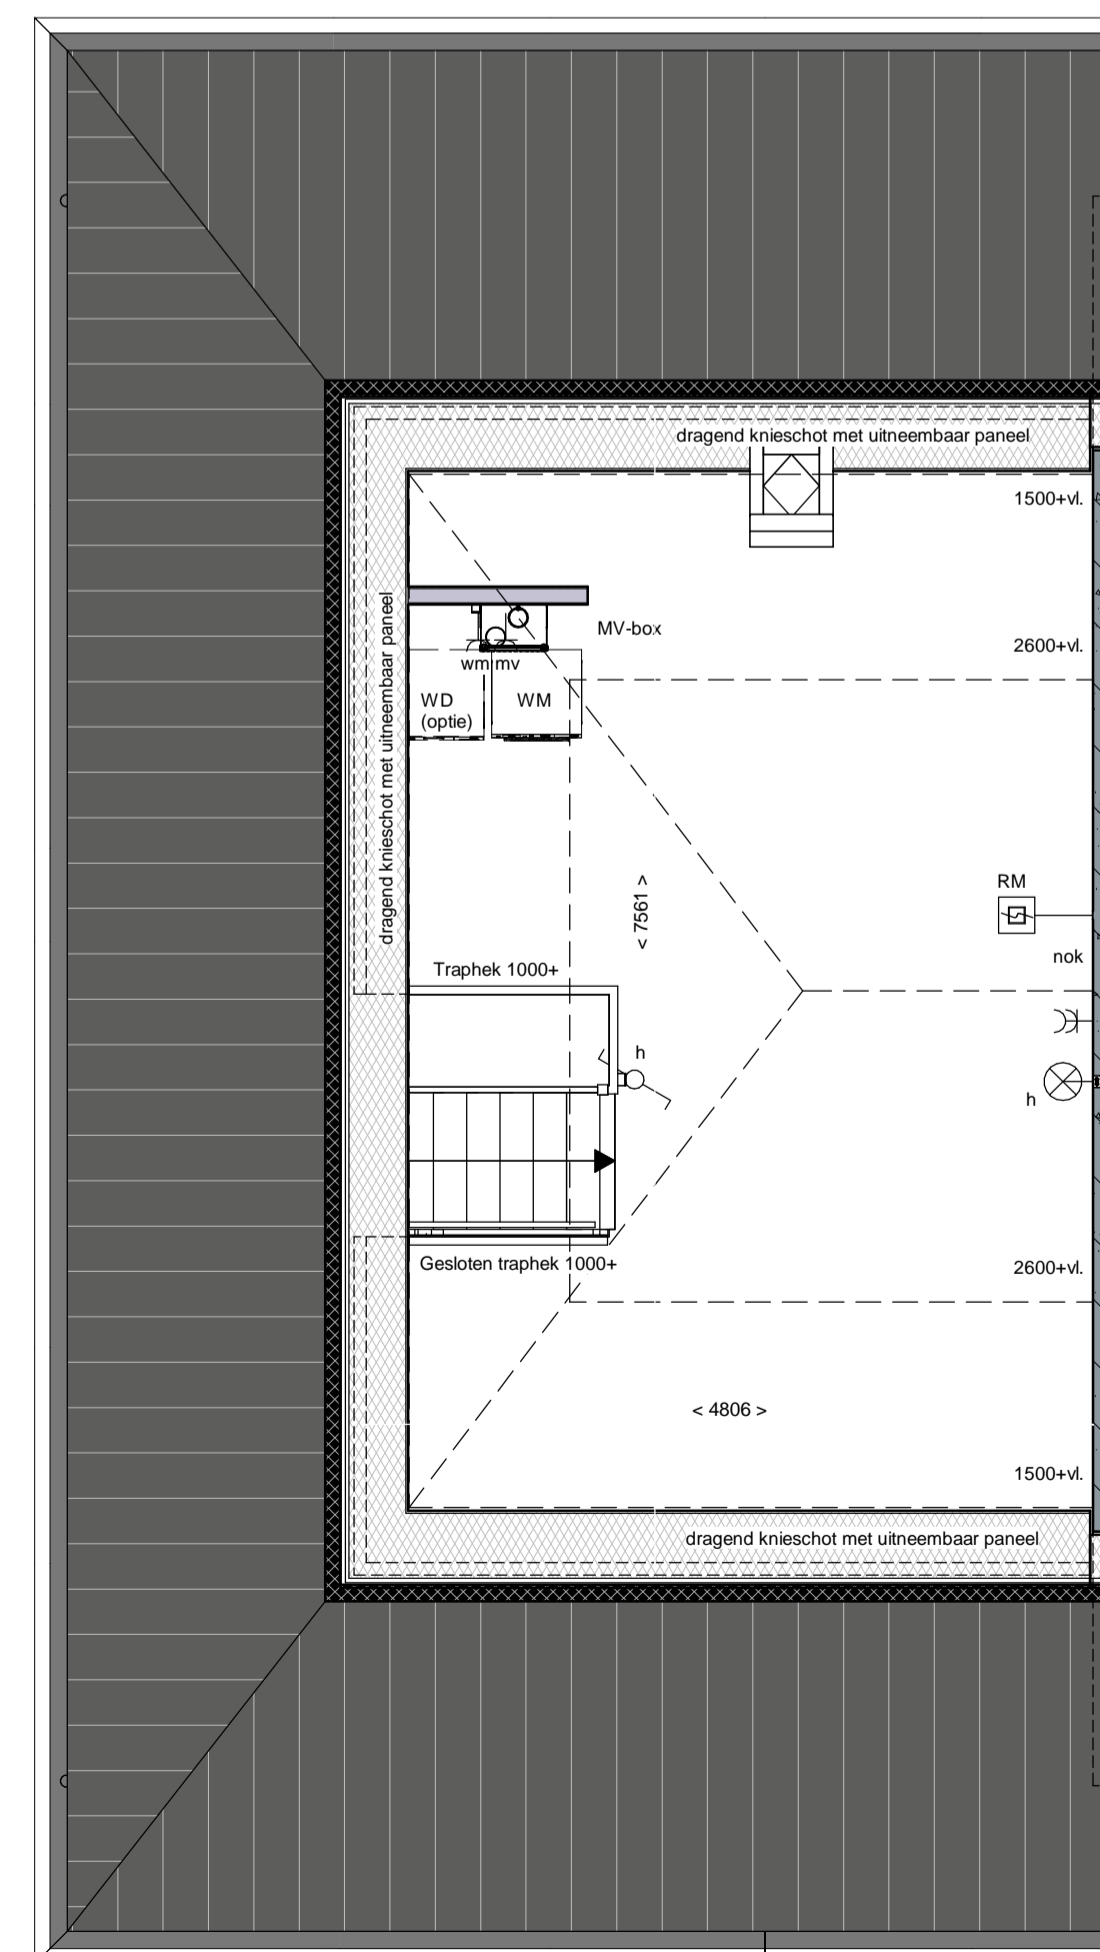 dragend knieschot met uitneembaar paneel
1500+vl.
dragend knieschot met uitneembaar paneel
MV-box
2600+vl.
wm mv
WD
(optie)
WM
< 7561 >
RM
nok
Traphek 1000+
h
h
Gesloten traphek 1000+
2600+vl.
< 4806 >
1500+vl.
dragend knieschot met uitneembaar paneel